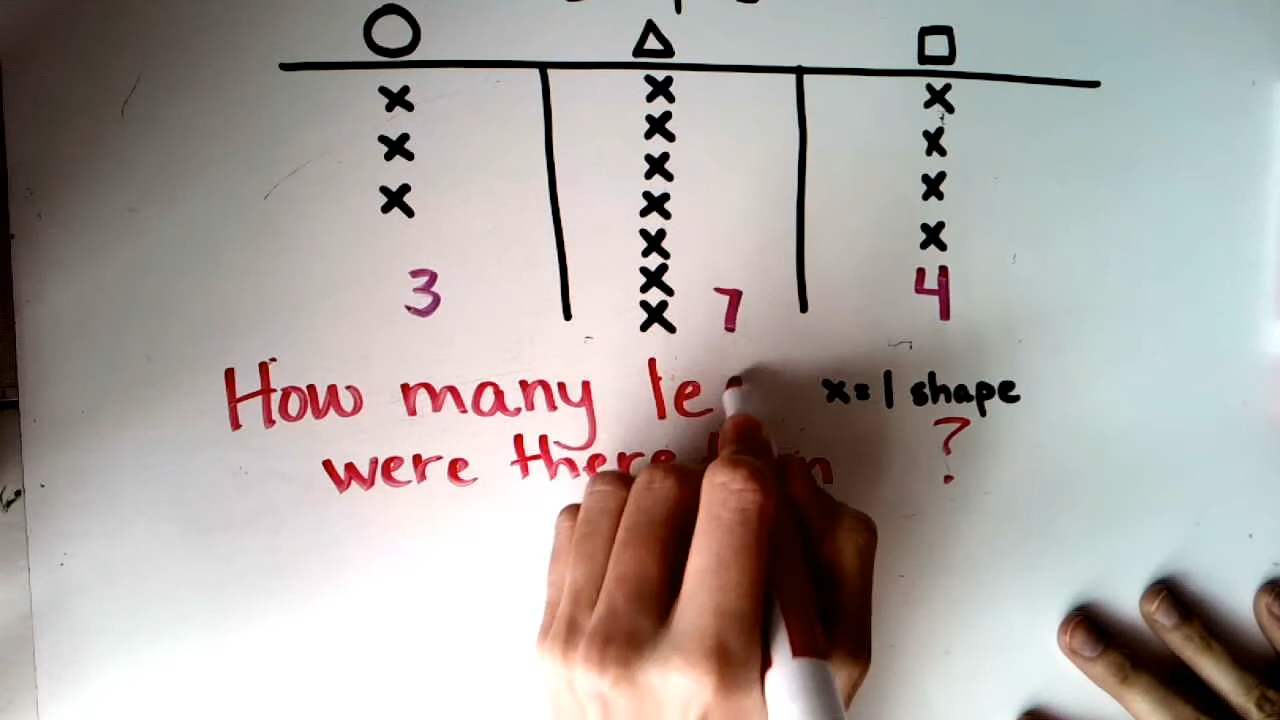 x x x
x x x
x x x
x x
x x
x
3 x 7 4
How many le x=1 shape
were there ?